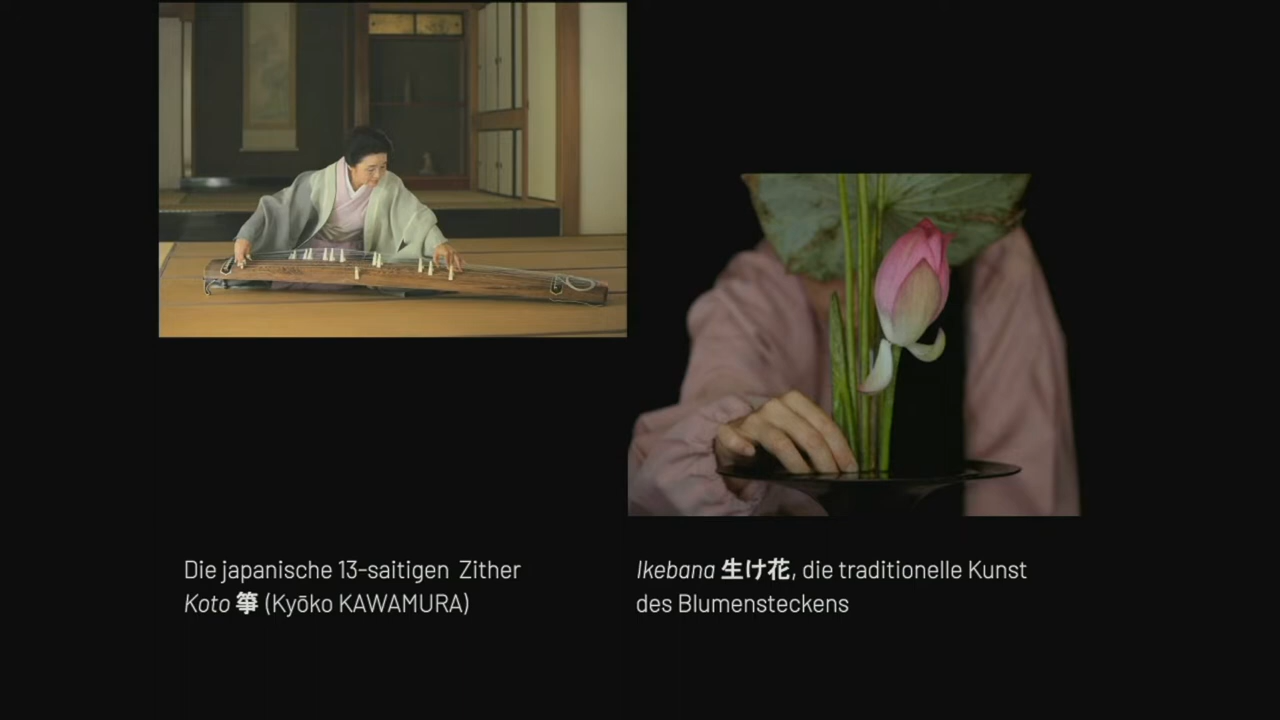 Die japanische 13-saitigen Zither
Koto 箏 (Kyōko KAWAMURA)
Ikebana 生け花, die traditionelle Kunst
des Blumensteckens